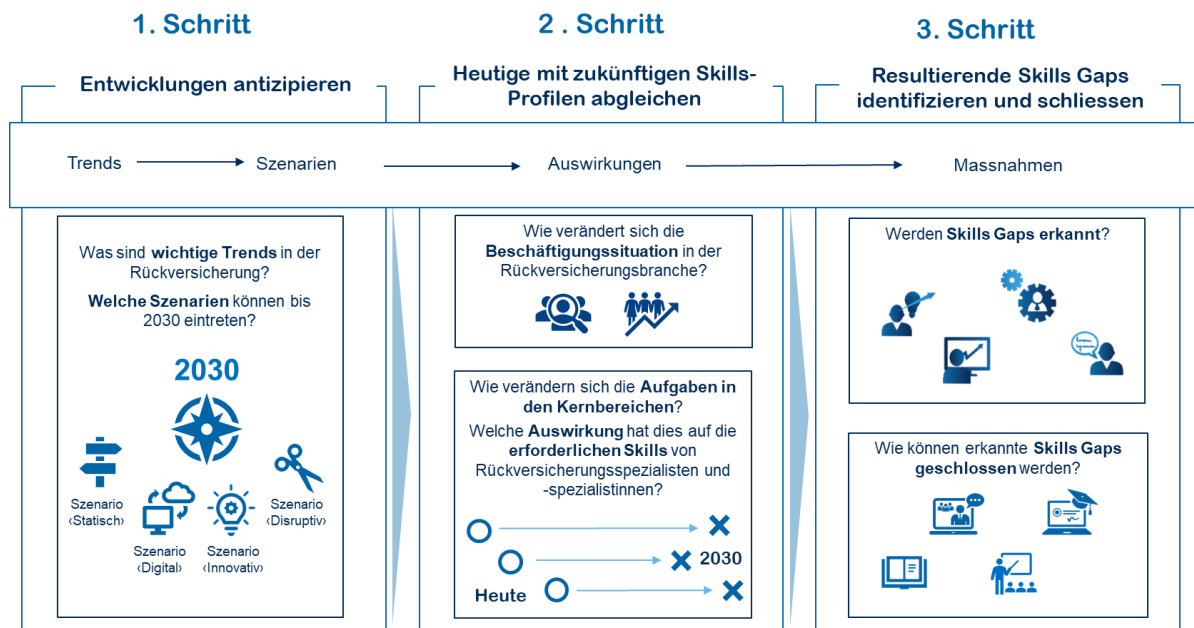 1. Schritt
2 . Schritt
3. Schritt
Entwicklungen antizipieren
Heutige mit zukünftigen Skills-
Profilen abgleichen
Resultierende Skills Gaps
identifizieren und schliessen
Trends
Szenarien
Auswirkungen
Massnahmen
Was sind wichtige Trends in der
Rückversicherung?
Welche Szenarien können bis
2030 eintreten?
2030
Szenario
‹Statisch›
Szenario
‹Digital›
Szenario
‹Innovativ›
Szenario
‹Disruptiv›
Wie verändert sich die
Beschäftigungssituation in der
Rückversicherungsbranche?
Wie verändern sich die Aufgaben in
den Kernbereichen?
Welche Auswirkung hat dies auf die
erforderlichen Skills von
Rückversicherungsspezialisten und
-spezialistinnen?
2030
Heute
Werden Skills Gaps erkannt?
Wie können erkannte Skills Gaps
geschlossen werden?